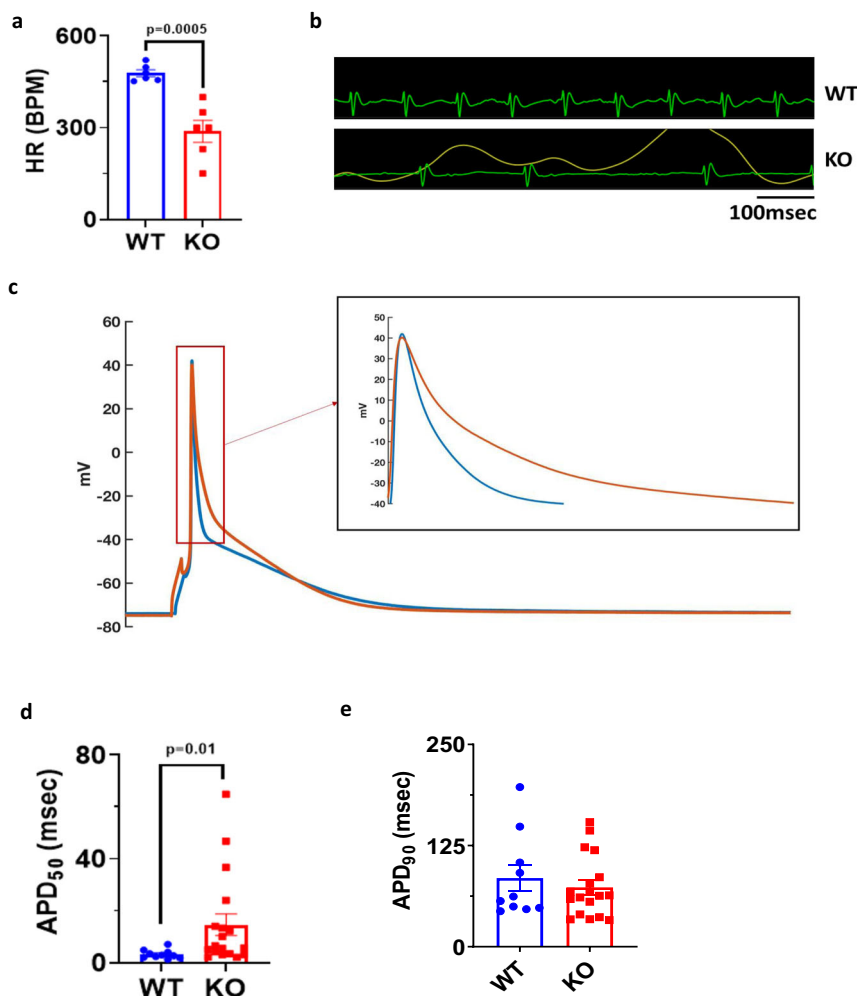 a
p=0.0005
600
300
0
HR (BPM)
WT KO
b
WT
KO
100msec
c
60
40
20
0
-20
-40
-60
-80
mV
50
40
30
20
10
0
-10
-20
-30
-40
mV
d
p=0.01
80
40
0
APD50 (msec)
WT KO
e
250
125
0
APD90 (msec)
WT KO